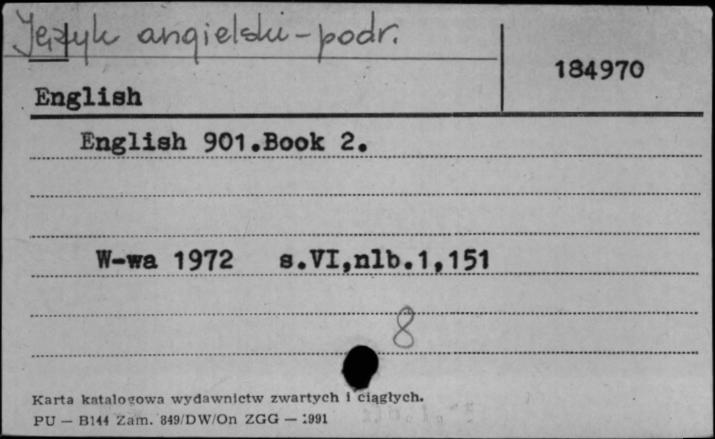 Język angielski - podr.
184970
English
English 901.Book 2.
W-wa 1972 s.VI,nlb.1,151
8
Karta katalogowa wydawnictw zwartych i ciągłych.
PU — B144 Zam. 849/DW/On ZGG — 1991